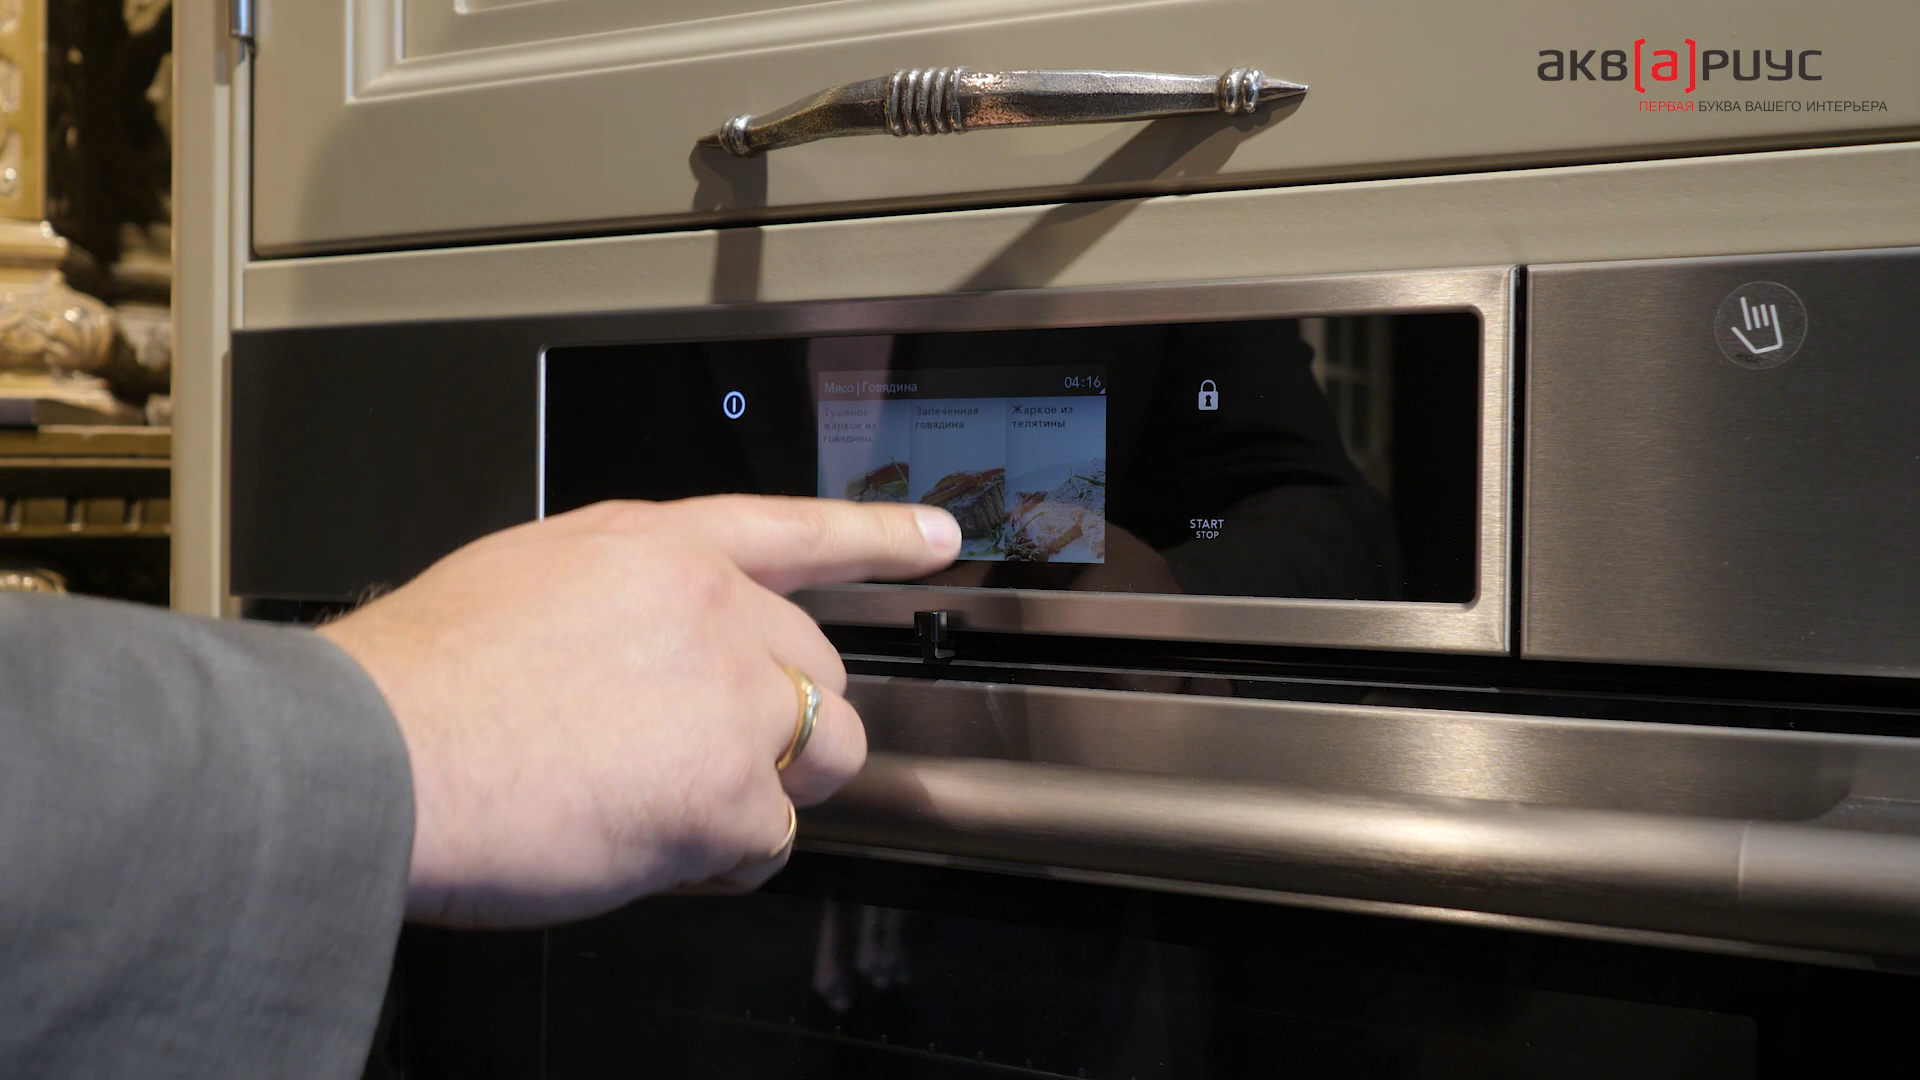 акв[а]риус
ПЕРВАЯ БУКВА ВАШЕГО ИНТЕРЬЕРА
Мясо | Говядина 04:16
Тушеное
жаркое из
говядины
Запеченная
говядина
Жаркое из
телятины
START
STOP